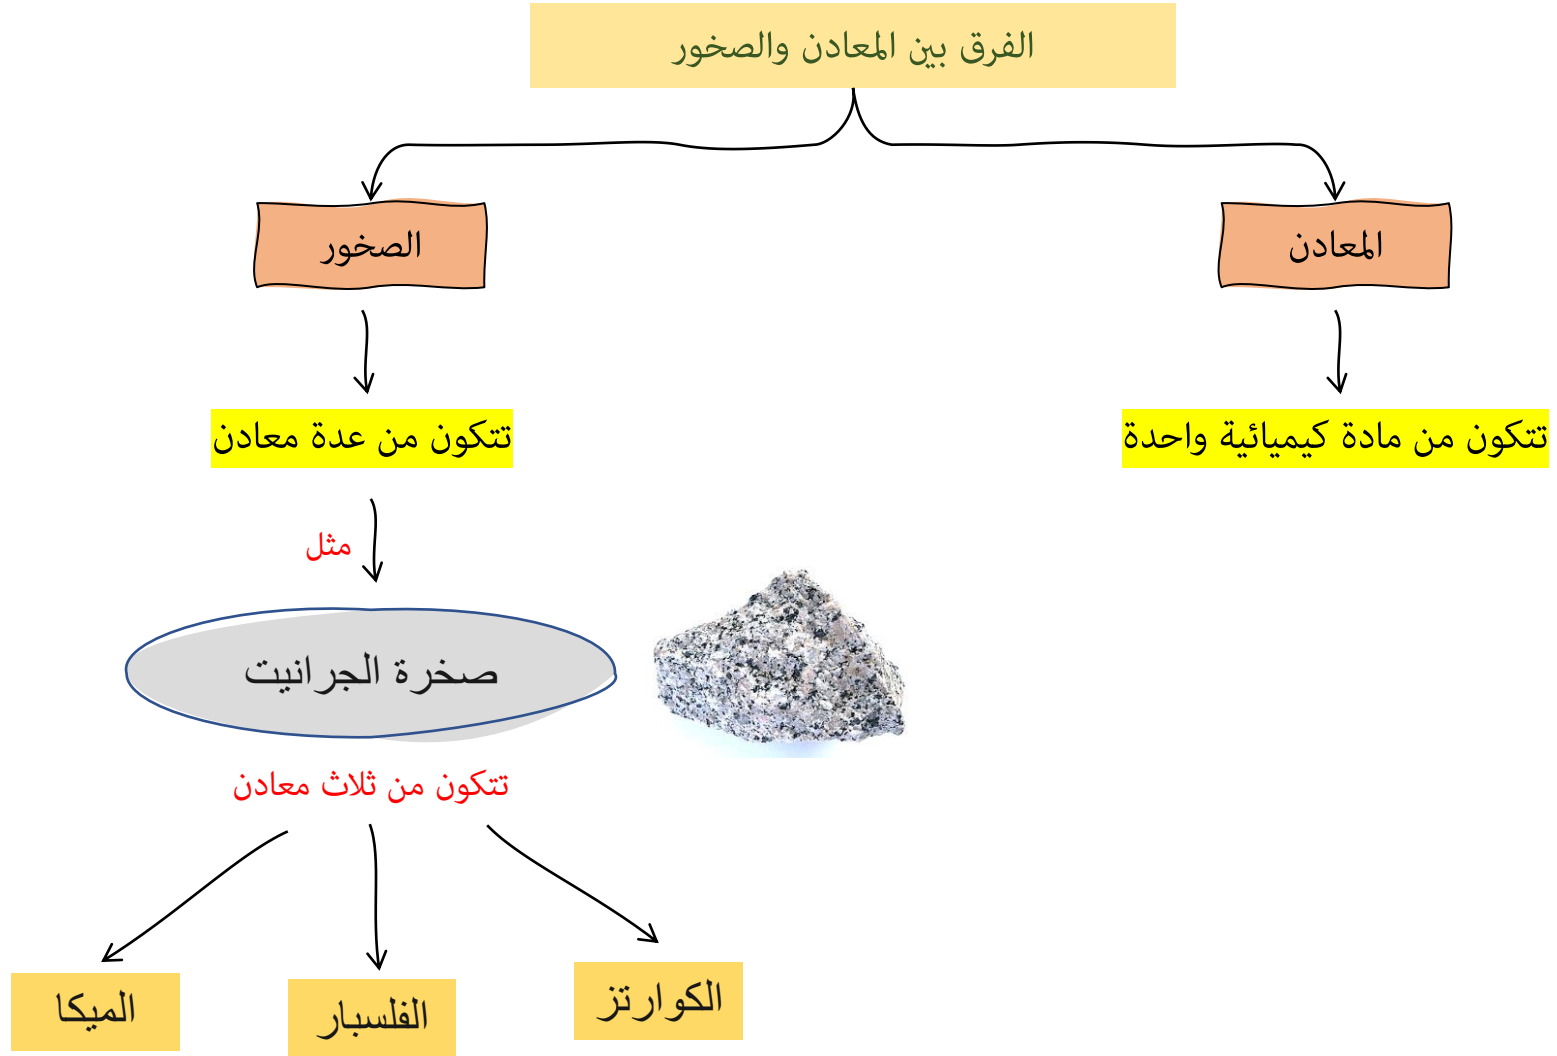 الفرق بين المعادن والصخور
المعادن
الصخور
تتكون من مادة كيميائية واحدة
تتكون من عدة معادن
مثل
صخرة الجرانيت
تتكون من ثلاث معادن
الكوارتز
الفلسبار
الميكا